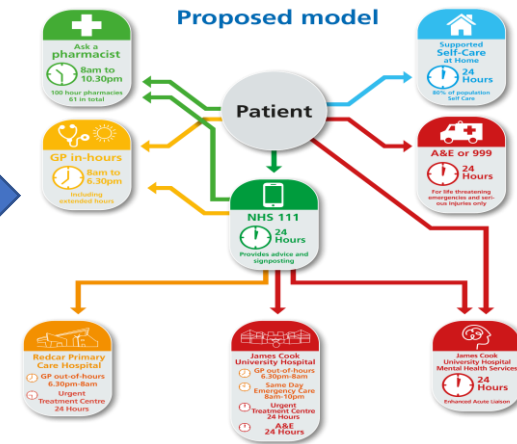 Proposed model
Ask a
pharmacist
8am to
10.30pm
100 hour pharmacies
61 in total
Supported
Self-Care
at Home
24
Hours
80% of population
Self Care
Patient
GP in-hours
8am to
6.30pm
Including
extended hours
A&E or 999
24
Hours
For life threatening
emergencies and seri-
ous injuries only
NHS 111
24
Hours
Provides advice and
signposting
Redcar Primary
Care Hospital
GP out-of-hours
6.30pm-8am
Urgent
Treatment Centre
24 Hours
James Cook
University Hospital
GP out-of-hours
6.30pm-8am
Same Day
Emergency Care
8am-10pm
Urgent
Treatment Centre
24 Hours
A&E
24 Hours
James Cook
University Hospital
Mental Health Services
24
Hours
Enhanced Acute Liaison